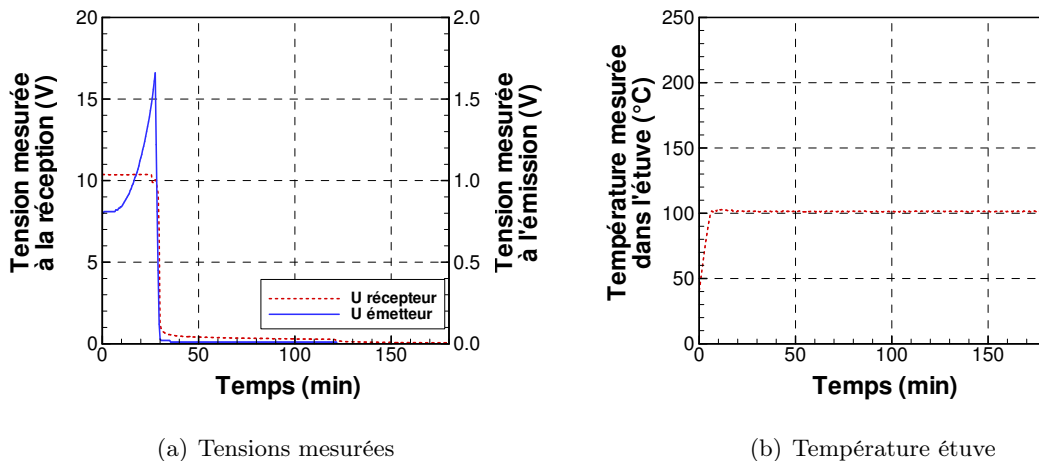 Tension mesurée
à la réception (V)
20
15
10
5
0
0
50
100
150
Temps (min)
2.0
1.5
1.0
0.5
0.0
Tension mesurée
à l'émission (V)
U récepteur
U émetteur
(a) Tensions mesurées
Température mesurée
dans l'étuve (°C)
250
200
150
100
50
0
0
50
100
150
Temps (min)
(b) Température étuve